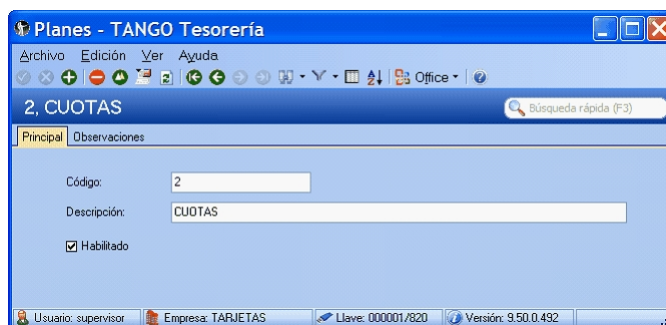 Planes - TANGO Tesorería
Archivo Edición Ver Ayuda
Office
2, CUOTAS
Búsqueda rápida (F3)
Principal Observaciones
Código: 2
Descripción: CUOTAS
Habilitado
Usuario: supervisor Empresa: TARJETAS Llave: 000001/820 Versión: 9.50.0.492